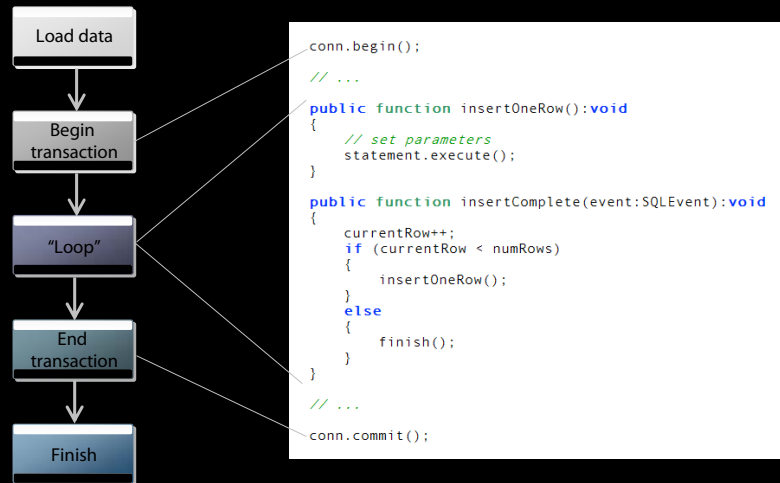 Load data
Begin
transaction
“Loop”
End
transaction
Finish
conn.begin();
// ...
public function insertOneRow():void
{
// set parameters
statement.execute();
}
public function insertComplete(event:SQLEvent):void
{
currentRow++;
if (currentRow < numRows)
{
insertOneRow();
}
else
{
finish();
}
}
// ...
conn.commit();